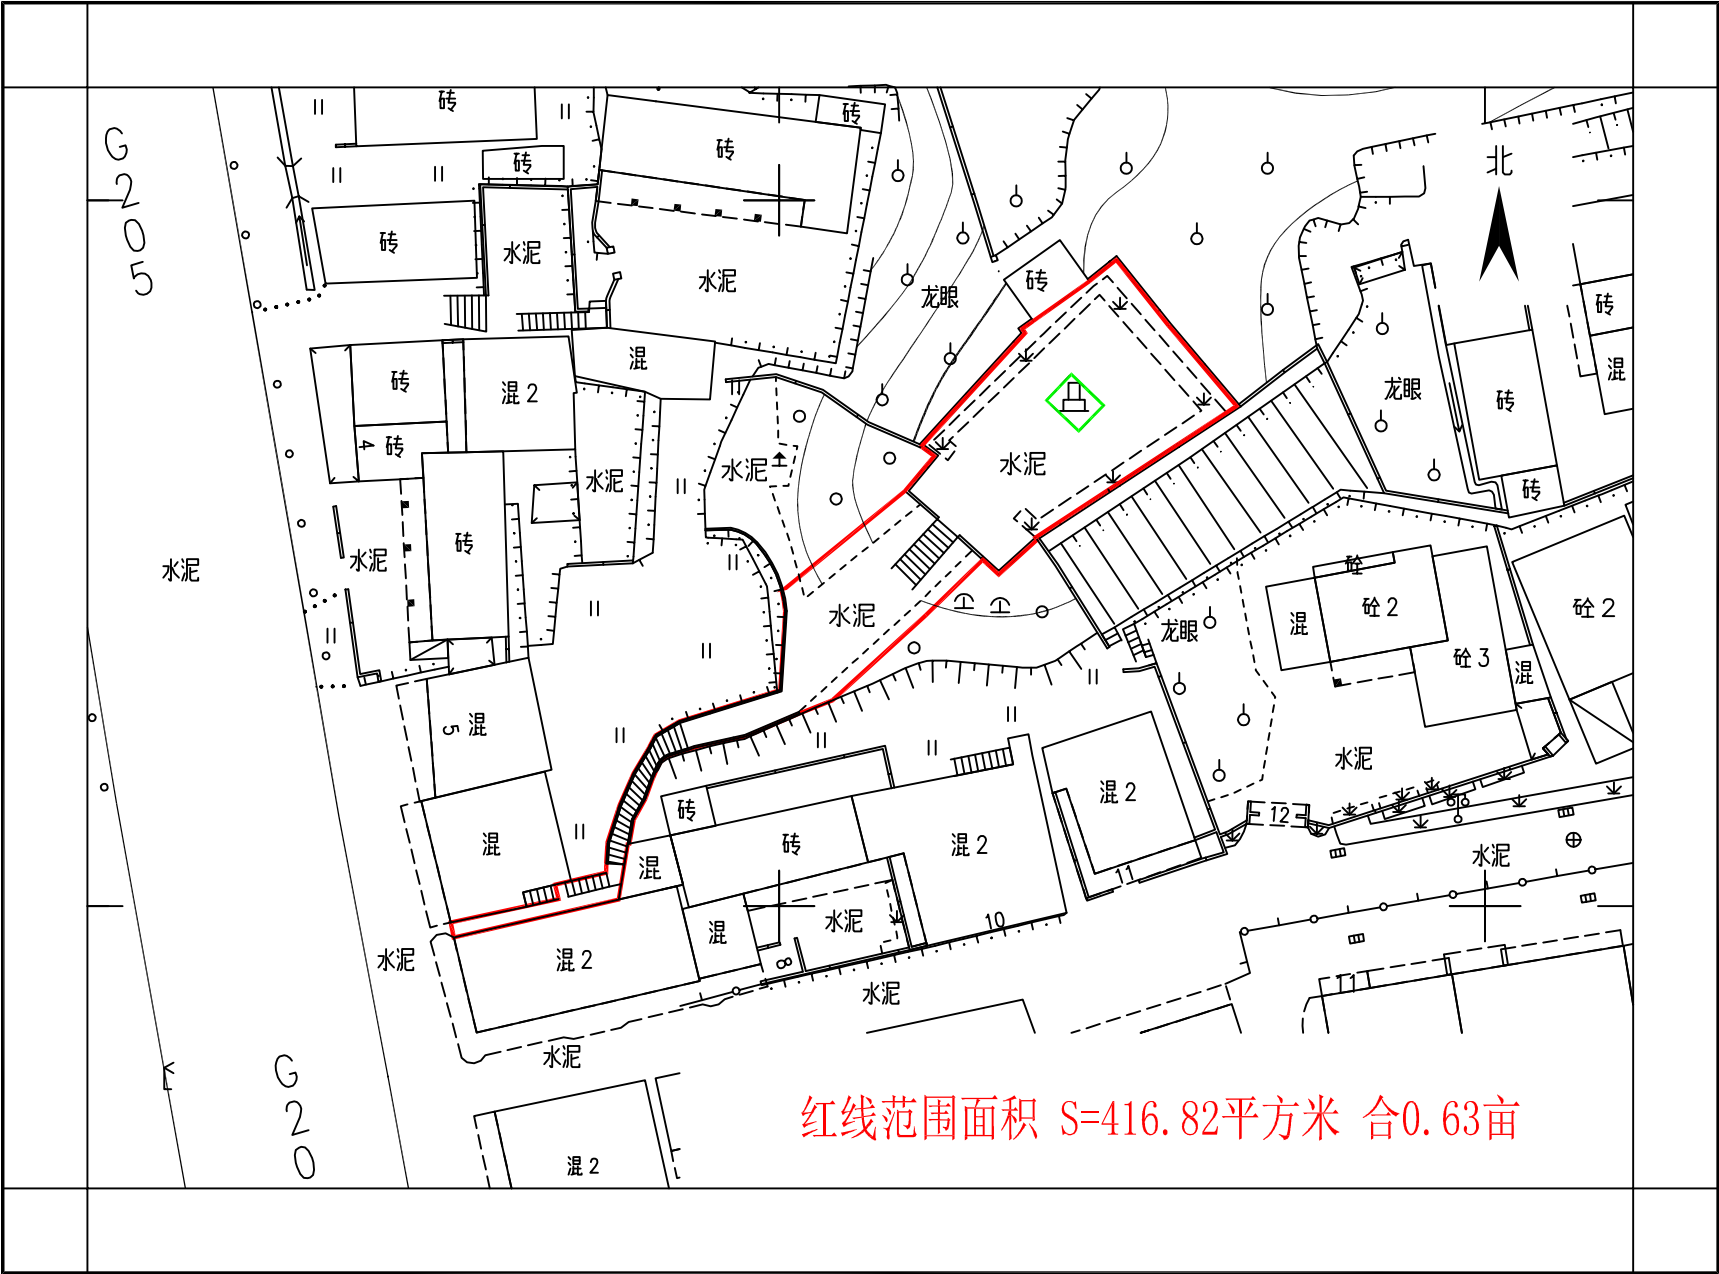 砖
砖
砖
砖
北
G205
砖
水泥
水泥
砖
龙眼
砖
混
砖
混2
混
龙眼
砖
4
砖
水泥
水泥
水泥
砖
砖
水泥
水泥
砼
砼2
砼2
水泥
混
龙眼
砼3
混
5
混
水泥
混2
砖
12
混
砖
混2
水泥
混
11
混
水泥
10
水泥
混2
8
水泥
11
水泥
G20
红线范围面积 S=416.82平方米 合0.63亩
混2